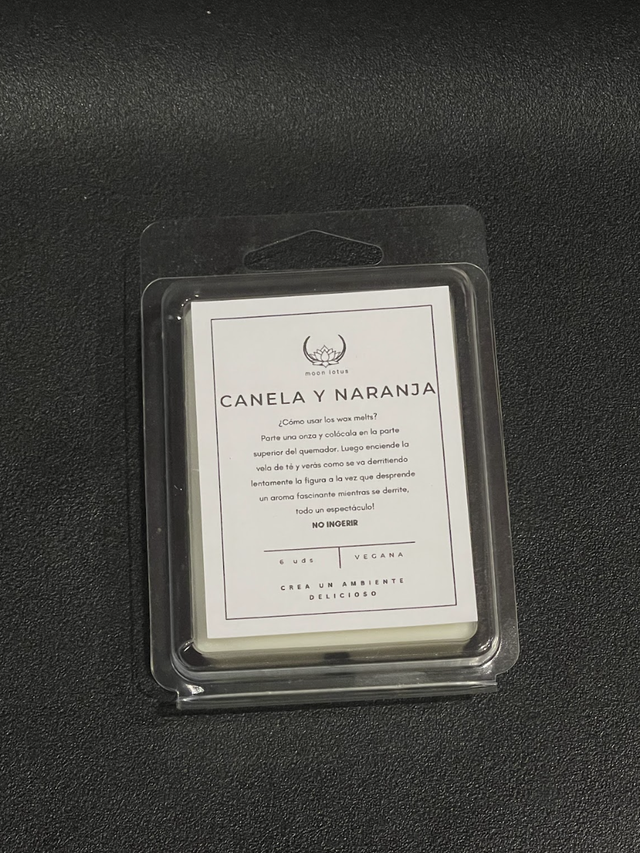 moon lotus
CANELA Y NARANJA
¿Cómo usar los wax melts?
Parte una onza y colócala en la parte
superior del quemador. Luego enciende la
vela de té y verás como se va derritiendo
lentamente la figura a la vez que desprende
un aroma fascinante mientras se derrite,
todo un espectáculo!
NO INGERIR
6 uds VEGANA
CREA UN AMBIENTE
DELICIOSO